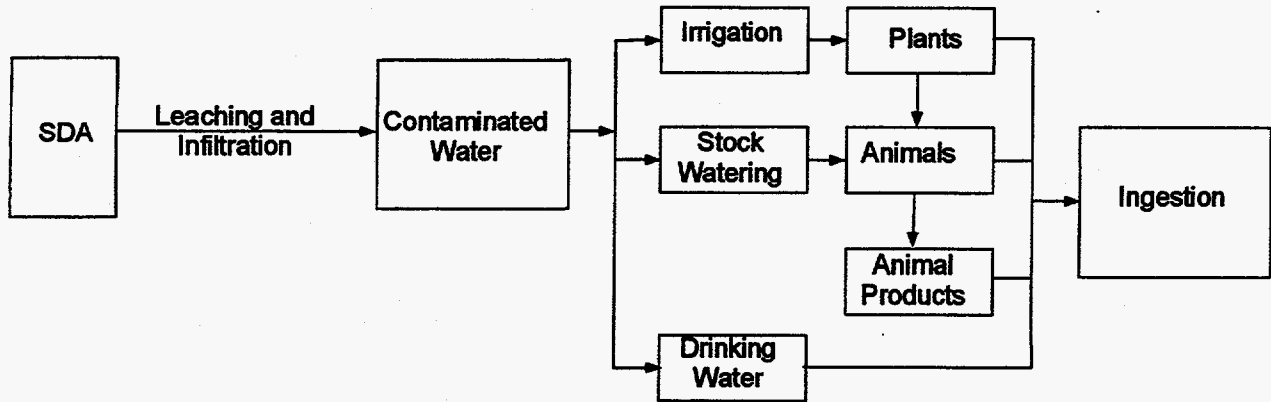 SDA
Leaching and
Infiltration
Contaminated
Water
Irrigation
Plants
Stock
Watering
Animals
Animal
Products
Drinking
Water
Ingestion